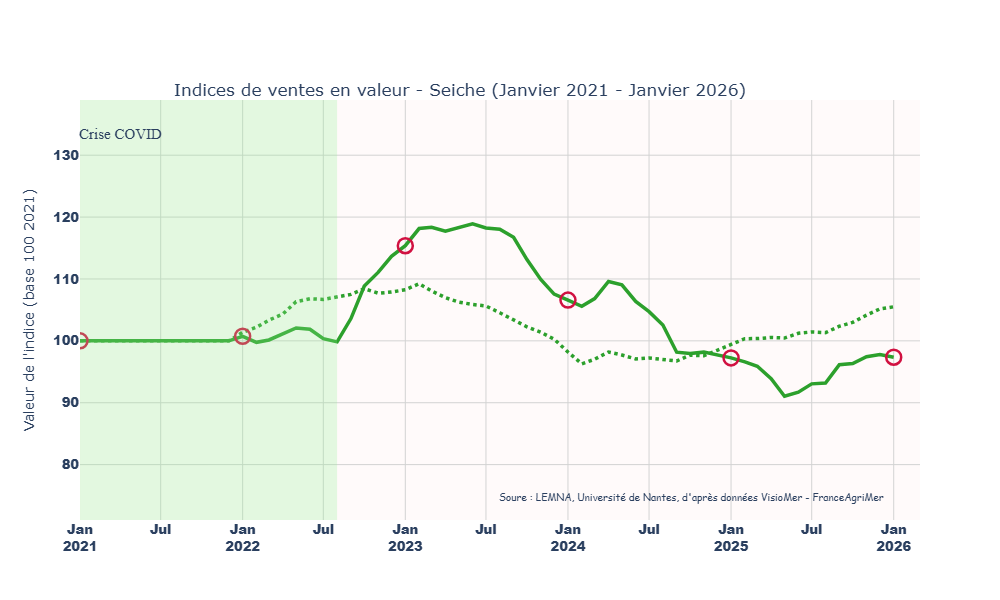 Indices de ventes en valeur - Seiche (Janvier 2021 - Janvier 2026)
Crise COVID
Valeur de l'indice (base 100 2021)
130
120
110
100
90
80
Soure : LEMNA, Université de Nantes, d'après données VisioMer - FranceAgriMer
Jan Jul Jan Jul Jan Jul Jan Jul Jan Jul Jan
2021 2022 2023 2024 2025 2026